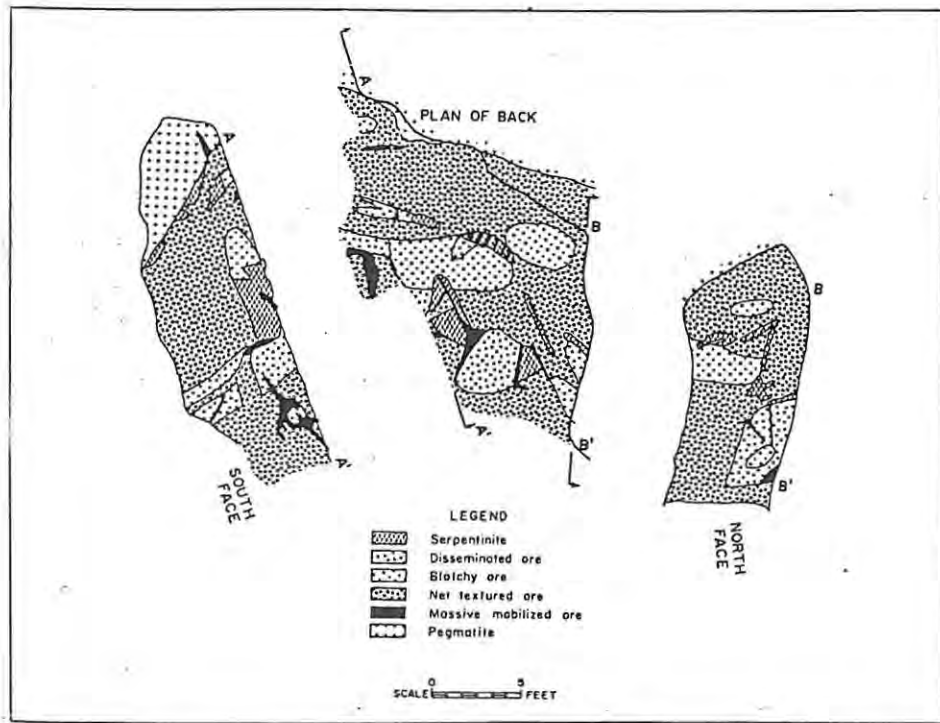 A
PLAN OF BACK
A
B
B
SOUTH
FACE
A'
A'
B'
B'
NORTH
FACE
LEGEND
Serpentinite
Disseminated ore
Blotchy ore
Net textured ore
Massive mobilized ore
Pegmatite
0 5
SCALE FEET